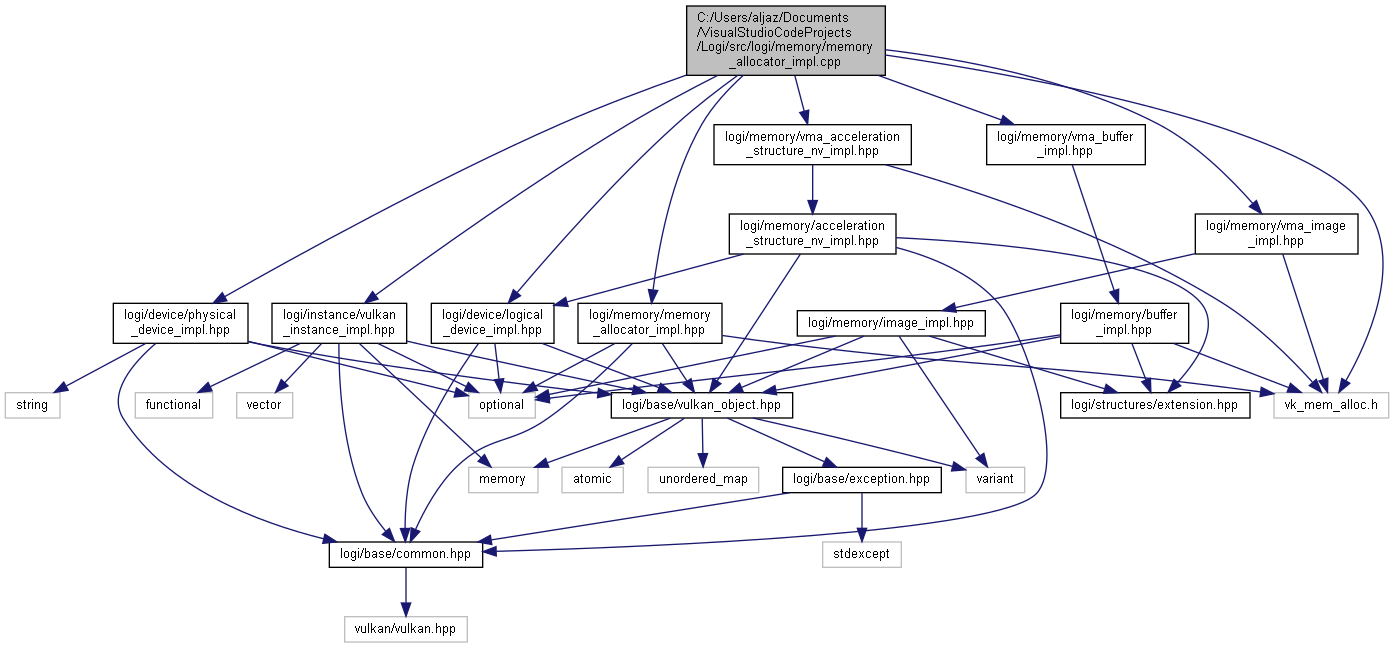 C:/Users/aljaz/Documents
/VisualStudioCodeProjects
/Logi/src/logi/memory/memory
_allocator_impl.cpp
logi/memory/vma_acceleration
_structure_nv_impl.hpp
logi/memory/vma_buffer
_impl.hpp
logi/memory/acceleration
_structure_nv_impl.hpp
logi/memory/vma_image
_impl.hpp
logi/device/physical
_device_impl.hpp
logi/instance/vulkan
_instance_impl.hpp
logi/device/logical
_device_impl.hpp
logi/memory/memory
_allocator_impl.hpp
logi/memory/image_impl.hpp
logi/memory/buffer
_impl.hpp
string
functional
vector
optional
logi/base/vulkan_object.hpp
logi/structures/extension.hpp
vk_mem_alloc.h
memory
atomic
unordered_map
logi/base/exception.hpp
variant
logi/base/common.hpp
stdexcept
vulkan/vulkan.hpp